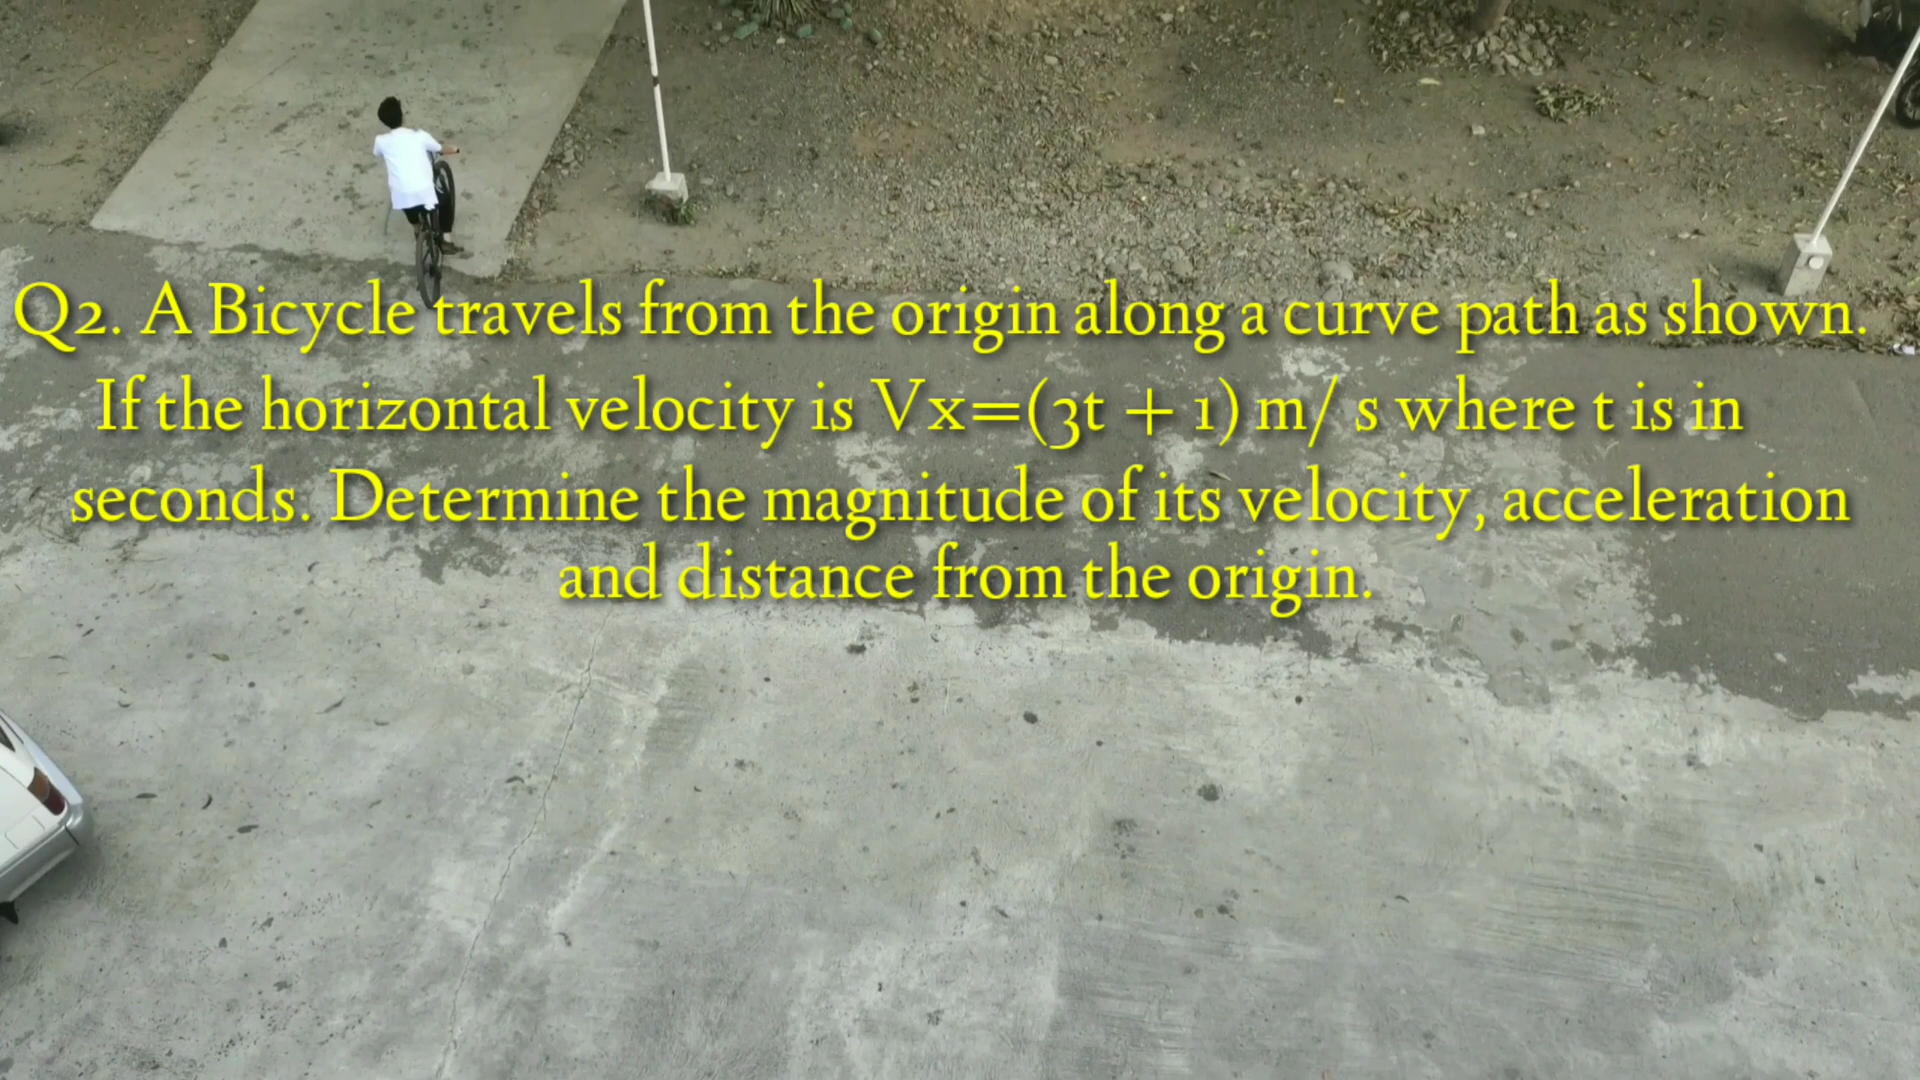 Q2. A Bicycle travels from the origin along a curve path as shown.
If the horizontal velocity is Vx=(3t + 1) m/ s where t is in
seconds. Determine the magnitude of its velocity, acceleration
and distance from the origin.